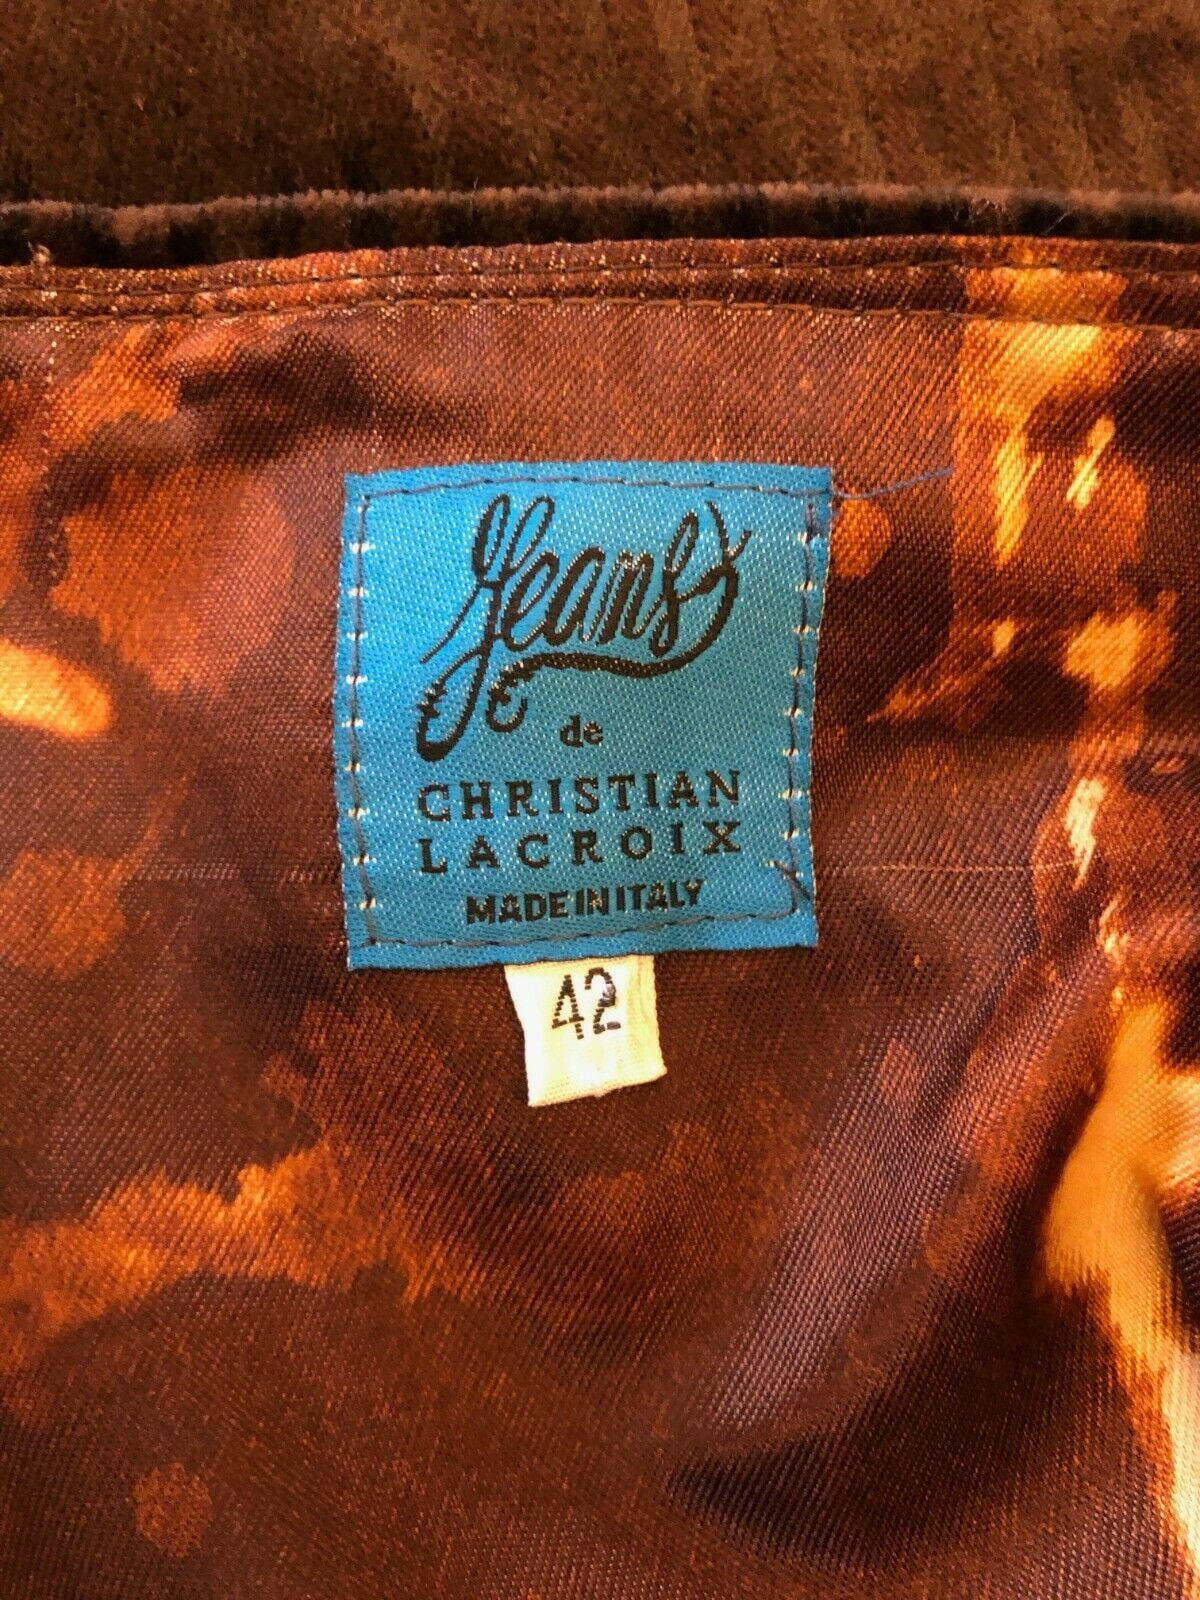 Jeans
de
CHRISTIAN
LACROIX
MADE IN ITALY
42